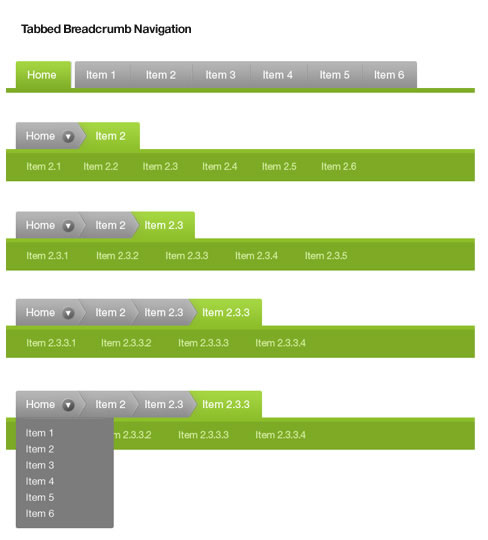 Tabbed Breadcrumb Navigation
Home Item 1 Item 2 Item 3 Item 4 Item 5 Item 6
Home Item 2
Item 2.1 Item 2.2 Item 2.3 Item 2.4 Item 2.5 Item 2.6
Home Item 2 Item 2.3
Item 2.3.1 Item 2.3.2 Item 2.3.3 Item 2.3.4 Item 2.3.5
Home Item 2 Item 2.3 Item 2.3.3
Item 2.3.3.1 Item 2.3.3.2 Item 2.3.3.3 Item 2.3.3.4
Home Item 2 Item 2.3 Item 2.3.3
Item 1 m 2.3.3.2 Item 2.3.3.3 Item 2.3.3.4
Item 2
Item 3
Item 4
Item 5
Item 6